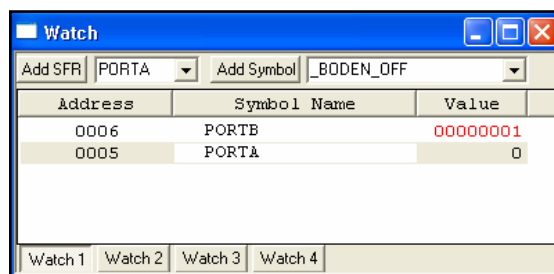 Watch
Add SFR PORTA Add Symbol _BODEN_OFF
Address Symbol Name Value
0006 PORTB 00000001
0005 PORTA 0
Watch 1 Watch 2 Watch 3 Watch 4